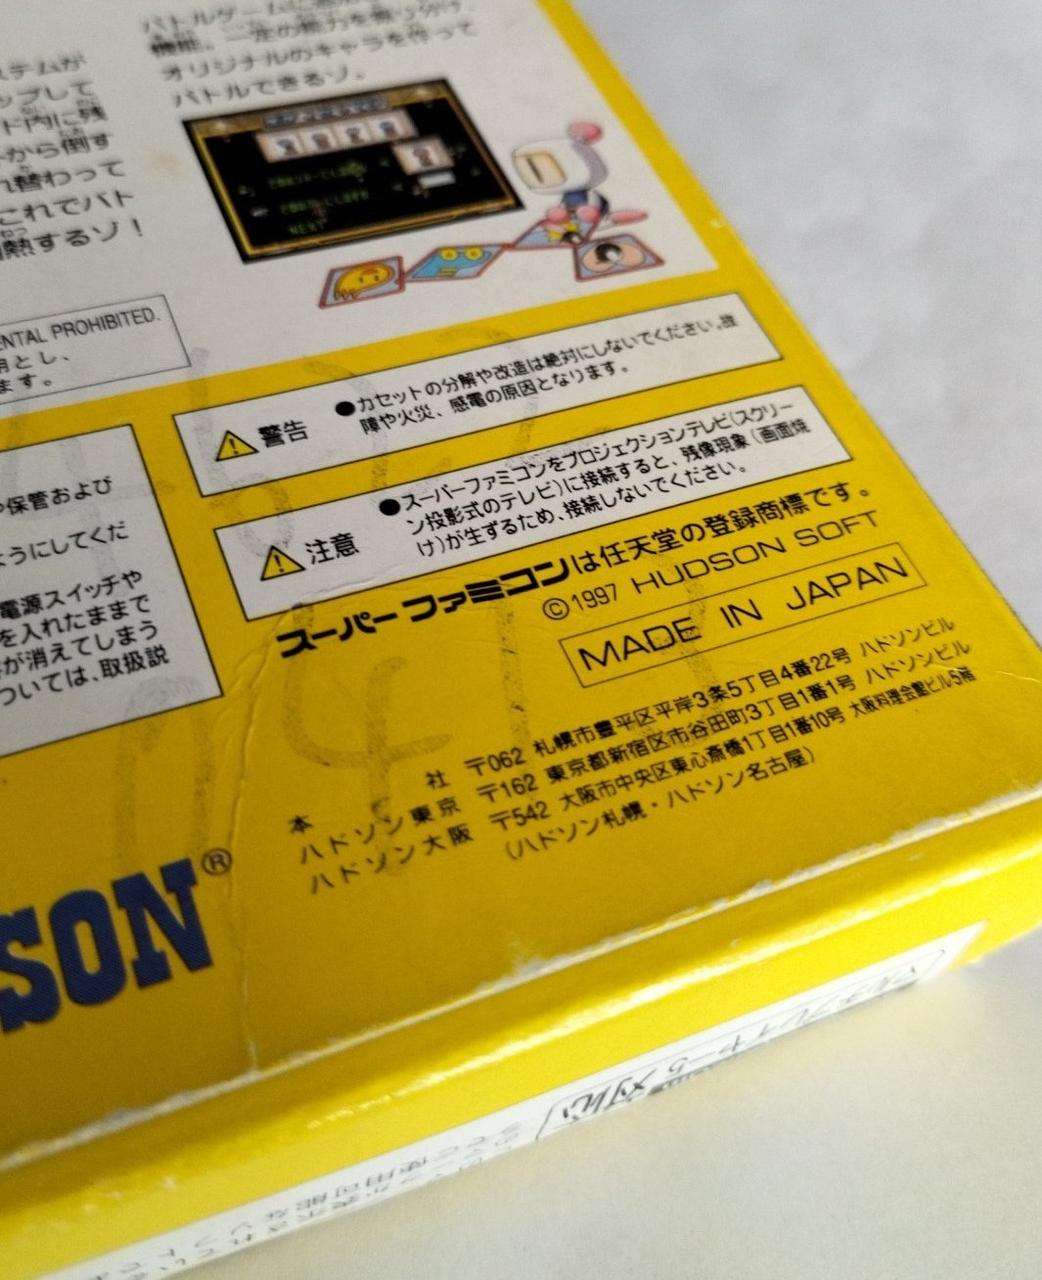 バトルゲームに
機能。一定の能力を振り分け、
オリジナルのキャラを作って
バトルできるゾ。
ステムが
ップして
ド内に残
から倒す
れ替わって
これでバト
熱するゾ！
NEXT
ENTAL PROHIBITED.
用とし、
ます。
警告
●カセットの分解や改造は絶対にしないでください。故
障や火災、感電の原因となります。
注意
●スーパーファミコンをプロジェクションテレビ(スクリー
ン投影式のテレビ)に接続すると、残像現象(画面焼
け)が生ずるため、接続しないでください。
や保管および
ようにしてくだ
電源スイッチや
を入れたままで
が消えてしまう
ついては、取扱説
スーパーファミコンは任天堂の登録商標です。
©1997 HUDSON SOFT
MADE IN JAPAN
本 社 〒062 札幌市豊平区平岸3条5丁目4番22号 ハドソンビル
ハドソン東京 〒162 東京都新宿区市谷田町3丁目1番1号 ハドソンビル
ハドソン大阪 〒542 大阪市中央区東心斎橋1丁目1番10号 大阪料理会館ビル5階
(ハドソン札幌・ハドソン名古屋)
SON®
マルチプレイヤー5対応